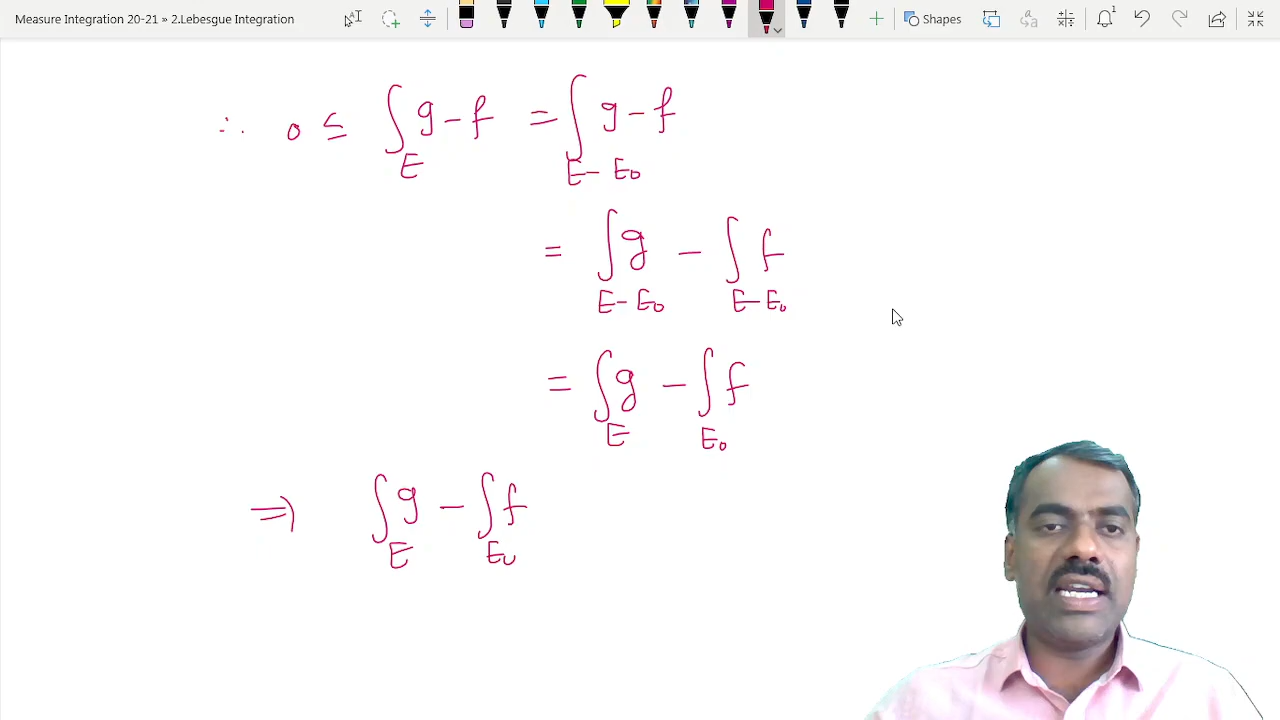 Measure Integration 20-21 » 2.Lebesgue Integration Shapes
∴ 0 ≤ ∫_E g - f = ∫_{E - E₀} g - f
= ∫_{E - E₀} g - ∫_{E - E₀} f
= ∫_E g - ∫_{E₀} f
⇒ ∫_E g - ∫_{E₀} f